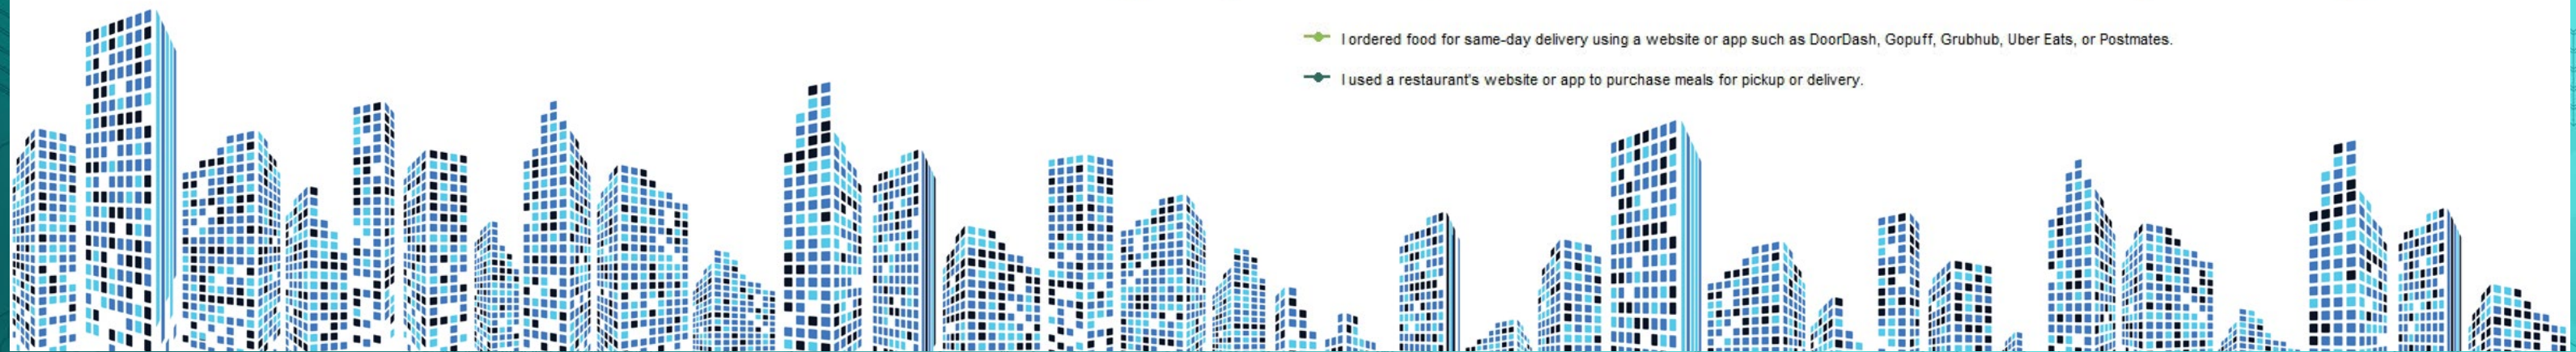 I ordered food for same-day delivery using a website or app such as DoorDash, Gopuff, Grubhub, Uber Eats, or Postmates.
I used a restaurant's website or app to purchase meals for pickup or delivery.